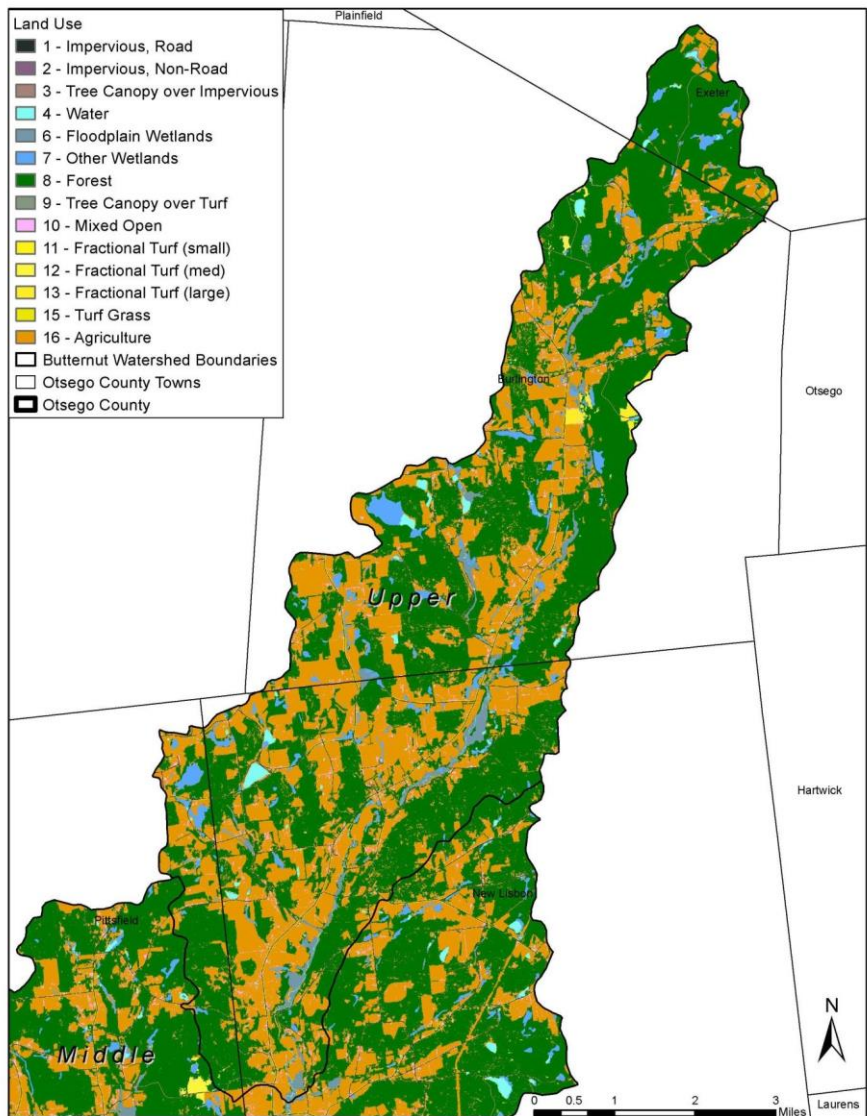 Land Use
1 - Impervious, Road
2 - Impervious, Non-Road
3 - Tree Canopy over Impervious
4 - Water
6 - Floodplain Wetlands
7 - Other Wetlands
8 - Forest
9 - Tree Canopy over Turf
10 - Mixed Open
11 - Fractional Turf (small)
12 - Fractional Turf (med)
13 - Fractional Turf (large)
15 - Turf Grass
16 - Agriculture
Butternut Watershed Boundaries
Otsego County Towns
Otsego County
Plainfield
Exeter
Burlington
Otsego
Upper
Hartwick
New Lisbon
Pittsfield
Middle
N
0 0.5 1 2 3
Miles
Laurens